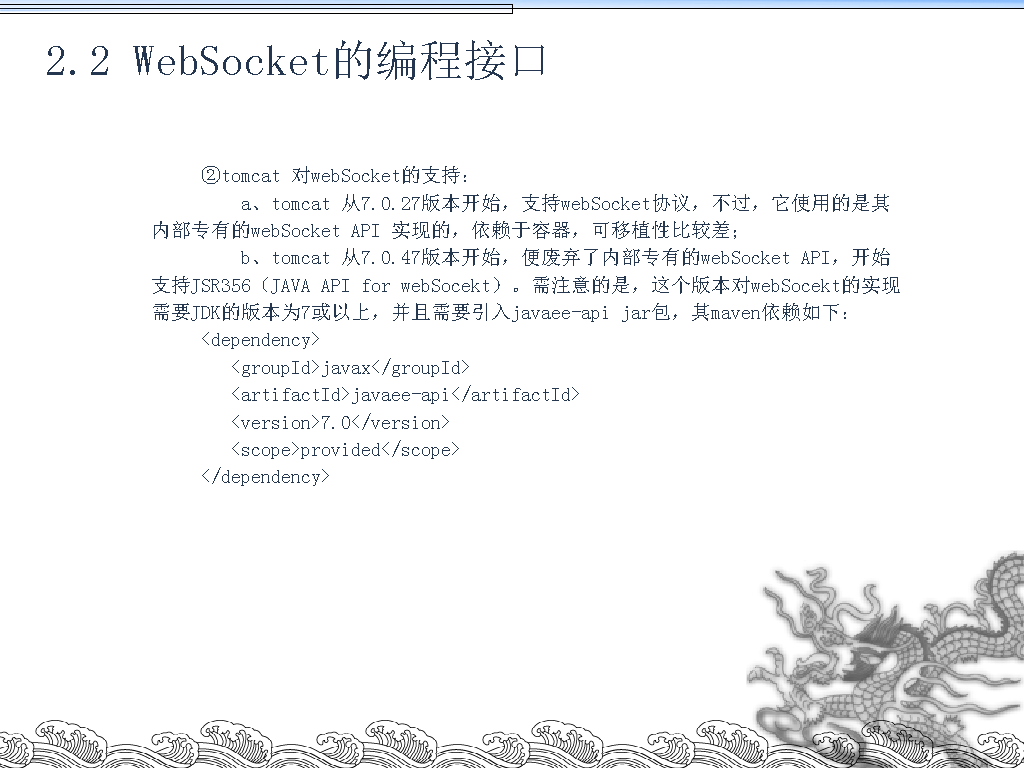 2.2 WebSocket的编程接口
②tomcat 对webSocket的支持：
a、tomcat 从7.0.27版本开始，支持webSocket协议，不过，它使用的是其
内部专有的webSocket API 实现的，依赖于容器，可移植性比较差；
b、tomcat 从7.0.47版本开始，便废弃了内部专有的webSocket API，开始
支持JSR356（JAVA API for webSocekt）。需注意的是，这个版本对webSocekt的实现
需要JDK的版本为7或以上，并且需要引入javaee-api jar包，其maven依赖如下：
<dependency>
<groupId>javax</groupId>
<artifactId>javaee-api</artifactId>
<version>7.0</version>
<scope>provided</scope>
</dependency>